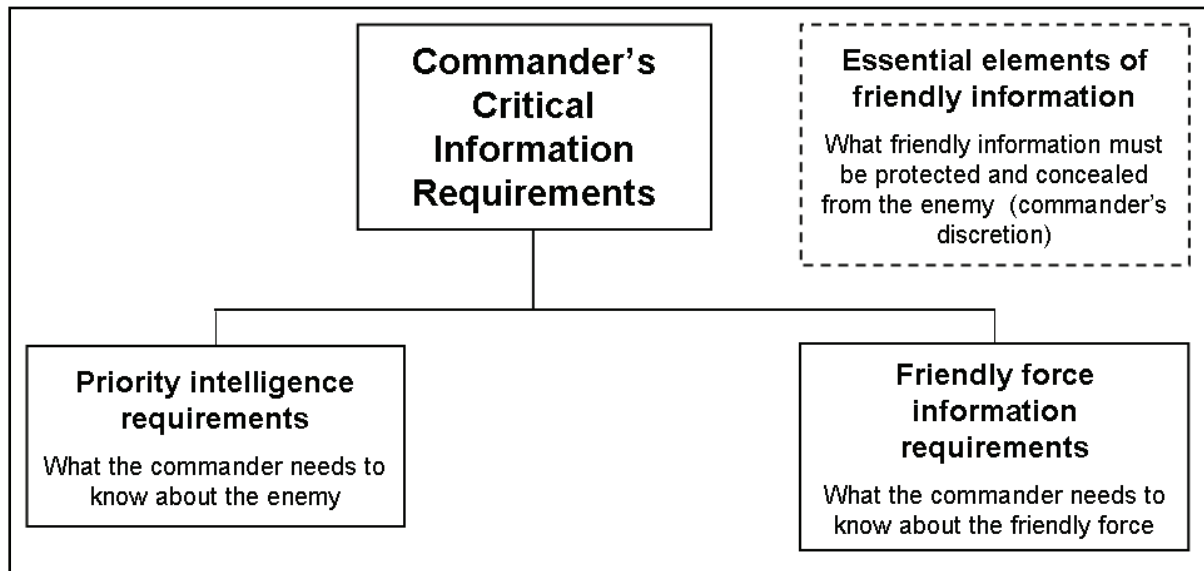 Commander’s
Critical
Information
Requirements
Essential elements of
friendly information
What friendly information must
be protected and concealed
from the enemy (commander’s
discretion)
Priority intelligence
requirements
What the commander needs to
know about the enemy
Friendly force
information
requirements
What the commander needs to
know about the friendly force